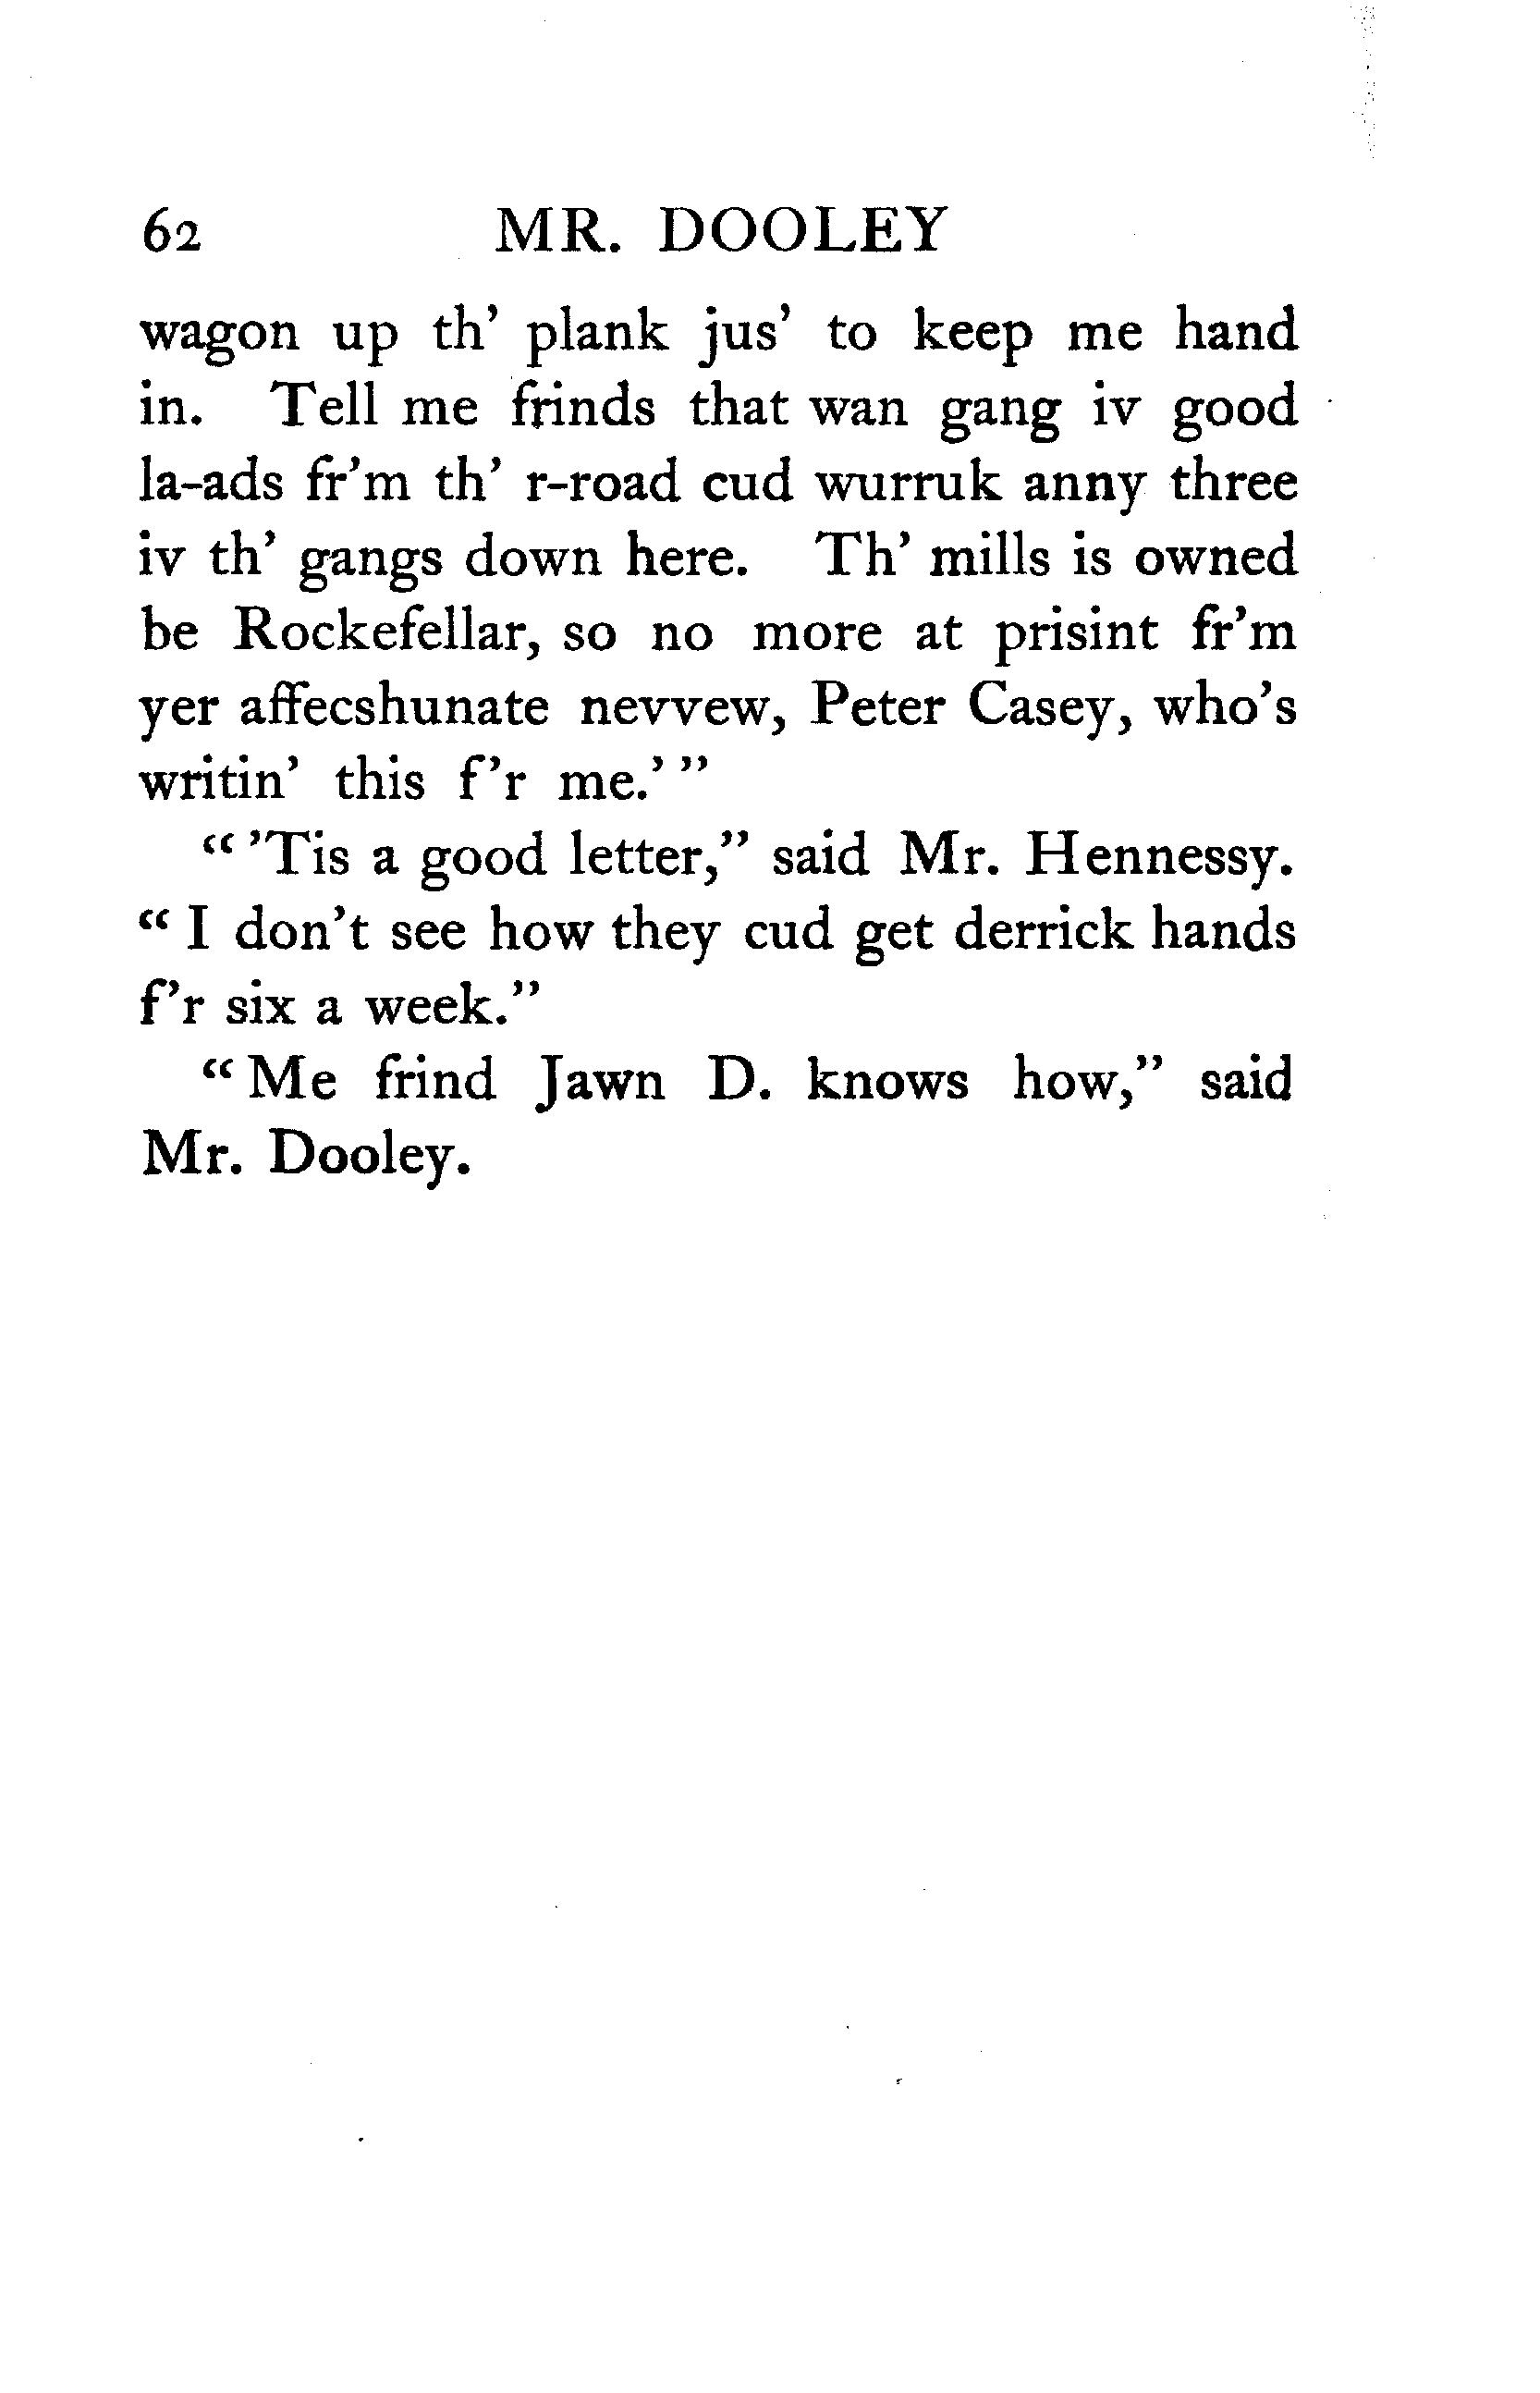 62 MR. DOOLEY
wagon up th' plank jus' to keep me hand
in. Tell me frinds that wan gang iv good
la-ads fr'm th' r-road cud wurruk anny three
iv th' gangs down here. Th' mills is owned
be Rockefellar, so no more at prisint fr'm
yer affecshunate nevvew, Peter Casey, who's
writin' this f'r me.' "
" 'Tis a good letter," said Mr. Hennessy.
" I don't see how they cud get derrick hands
f'r six a week."
" Me frind Jawn D. knows how," said
Mr. Dooley.